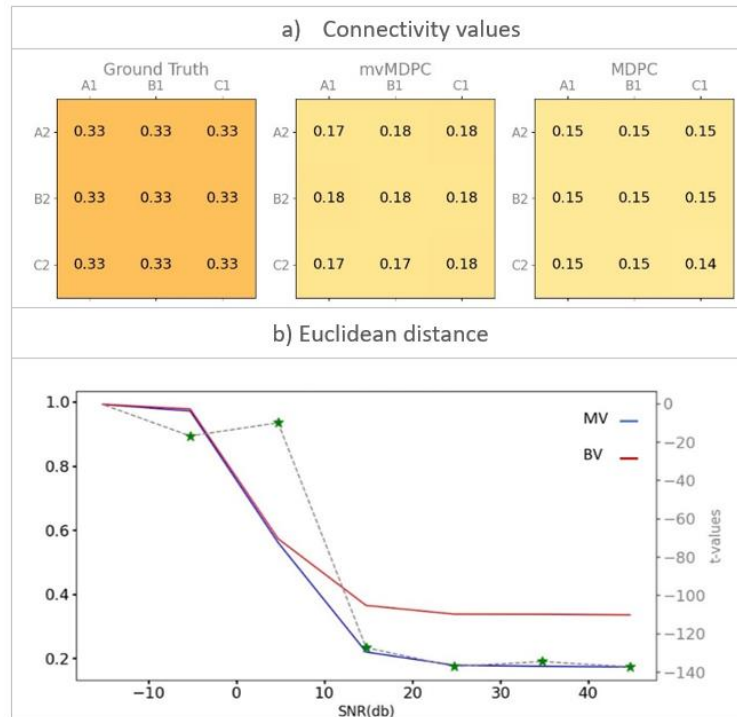 a) Connectivity values
Ground Truth
A1 B1 C1
A2 0.33 0.33 0.33
B2 0.33 0.33 0.33
C2 0.33 0.33 0.33
mvMDPC
A1 B1 C1
A2 0.17 0.18 0.18
B2 0.18 0.18 0.18
C2 0.17 0.17 0.18
MDPC
A1 B1 C1
A2 0.15 0.15 0.15
B2 0.15 0.15 0.15
C2 0.15 0.15 0.14
b) Euclidean distance
1.0
0.8
0.6
0.4
0.2
MV
BV
0
−20
−40
−60
−80
−100
−120
−140
t-values
−10 0 10 20 30 40
SNR(db)